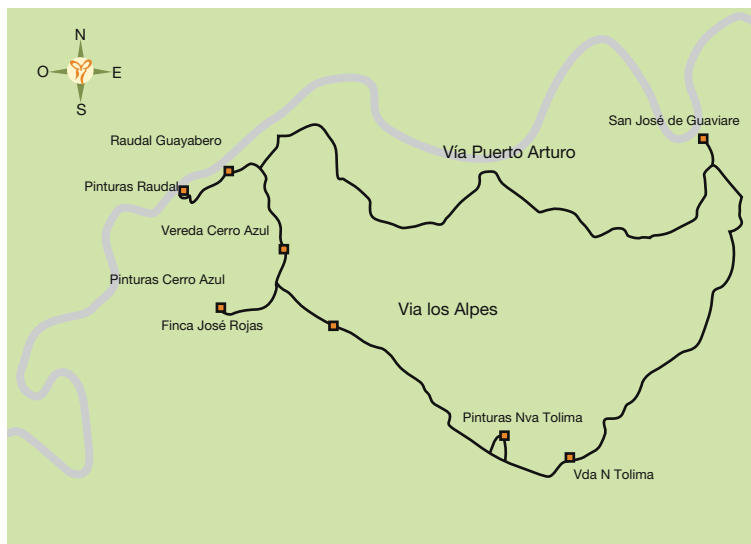 N
O
E
S
San José de Guaviare
Raudal Guayabero
Vía Puerto Arturo
Pinturas Raudal
Vereda Cerro Azul
Pinturas Cerro Azul
Via los Alpes
Finca José Rojas
Pinturas Nva Tolima
Vda N Tolima